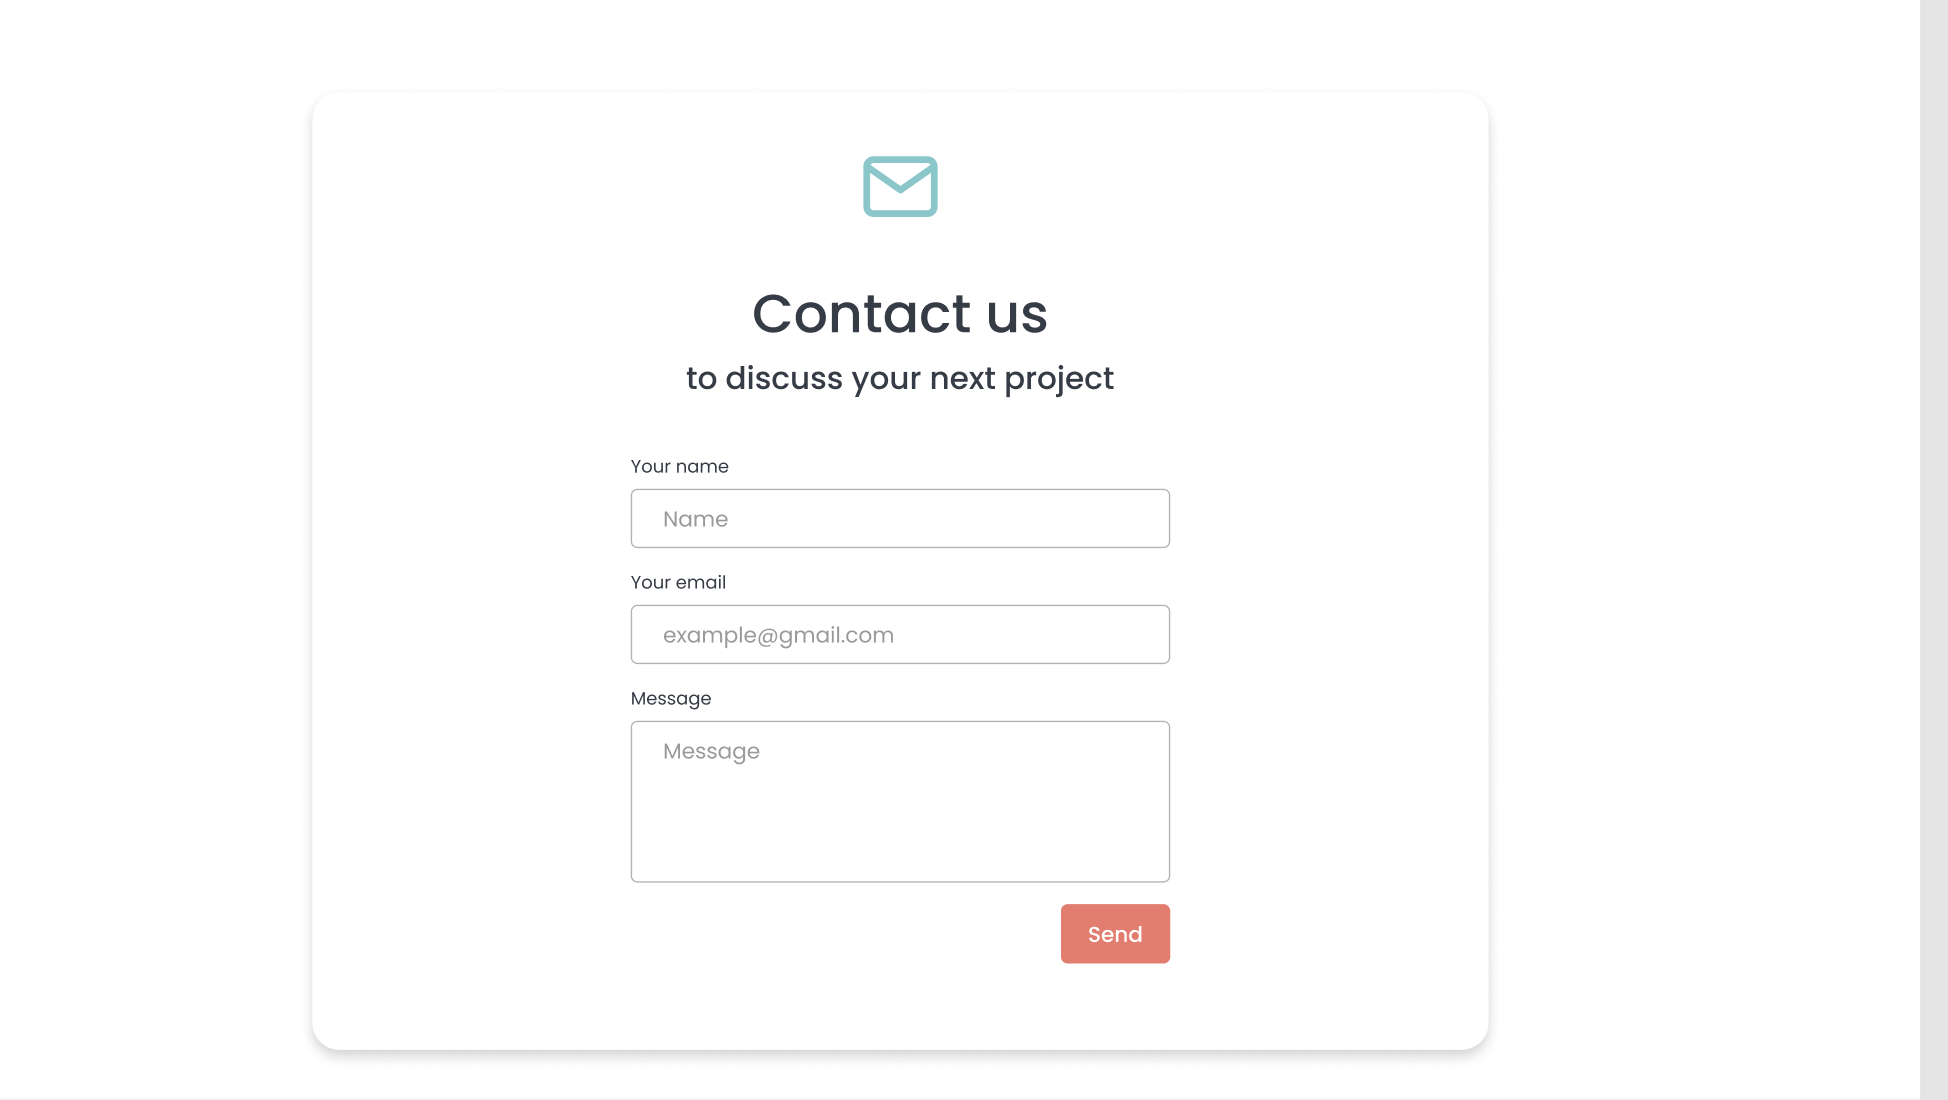 Contact us
to discuss your next project
Your name
Name
Your email
example@gmail.com
Message
Message
Send